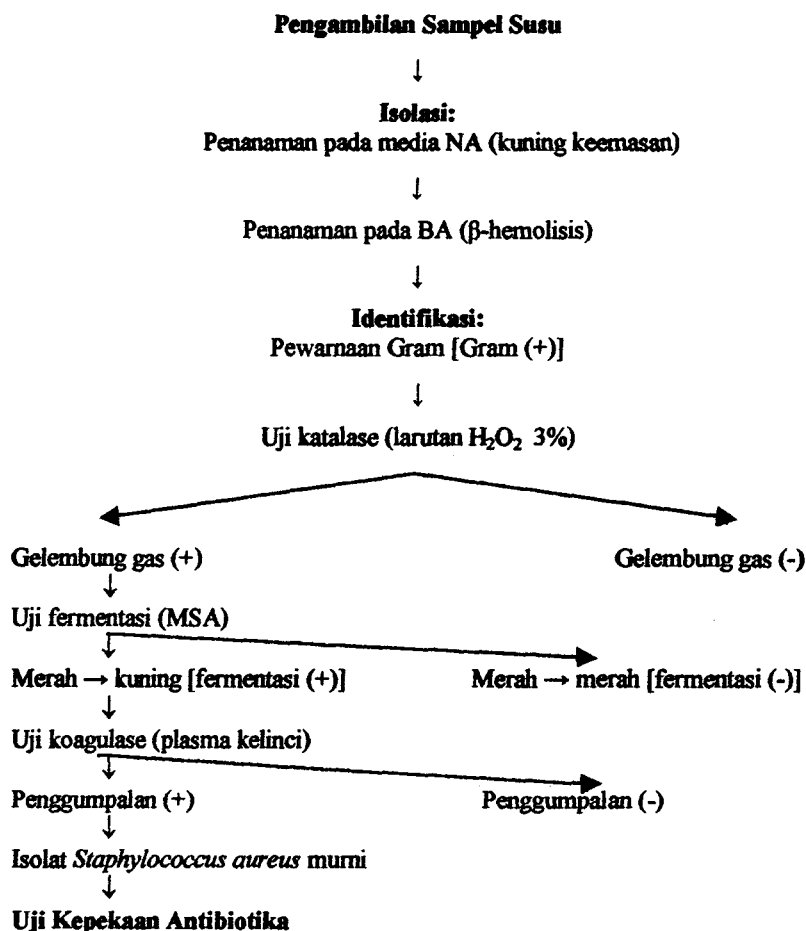 Pengambilan Sampel Susu
↓
Isolasi:
Penanaman pada media NA (kuning keemasan)
↓
Penanaman pada BA (β-hemolisis)
↓
Identifikasi:
Pewarnaan Gram [Gram (+)]
↓
Uji katalase (larutan H₂O₂ 3%)
Gelembung gas (+) Gelembung gas (-)
↓
Uji fermentasi (MSA)
↓
Merah → kuning [fermentasi (+)] Merah → merah [fermentasi (-)]
↓
Uji koagulase (plasma kelinci)
↓
Penggumpalan (+) Penggumpalan (-)
↓
Isolat Staphylococcus aureus murni
↓
Uji Kepekaan Antibiotika